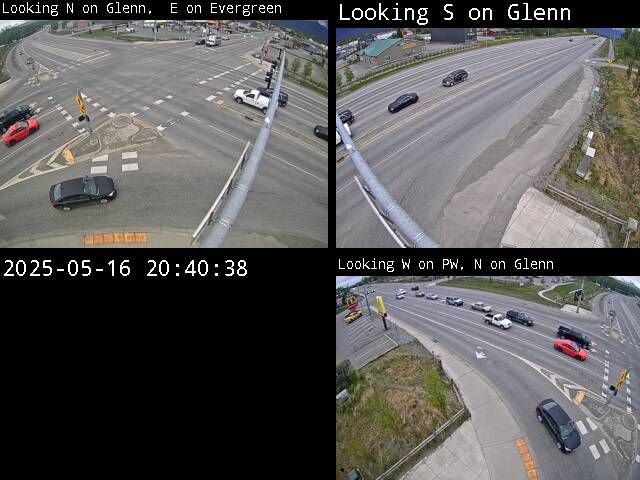 Looking N on Glenn, E on Evergreen
Looking S on Glenn
2025-05-16 20:40:38
Looking W on PW, N on Glenn